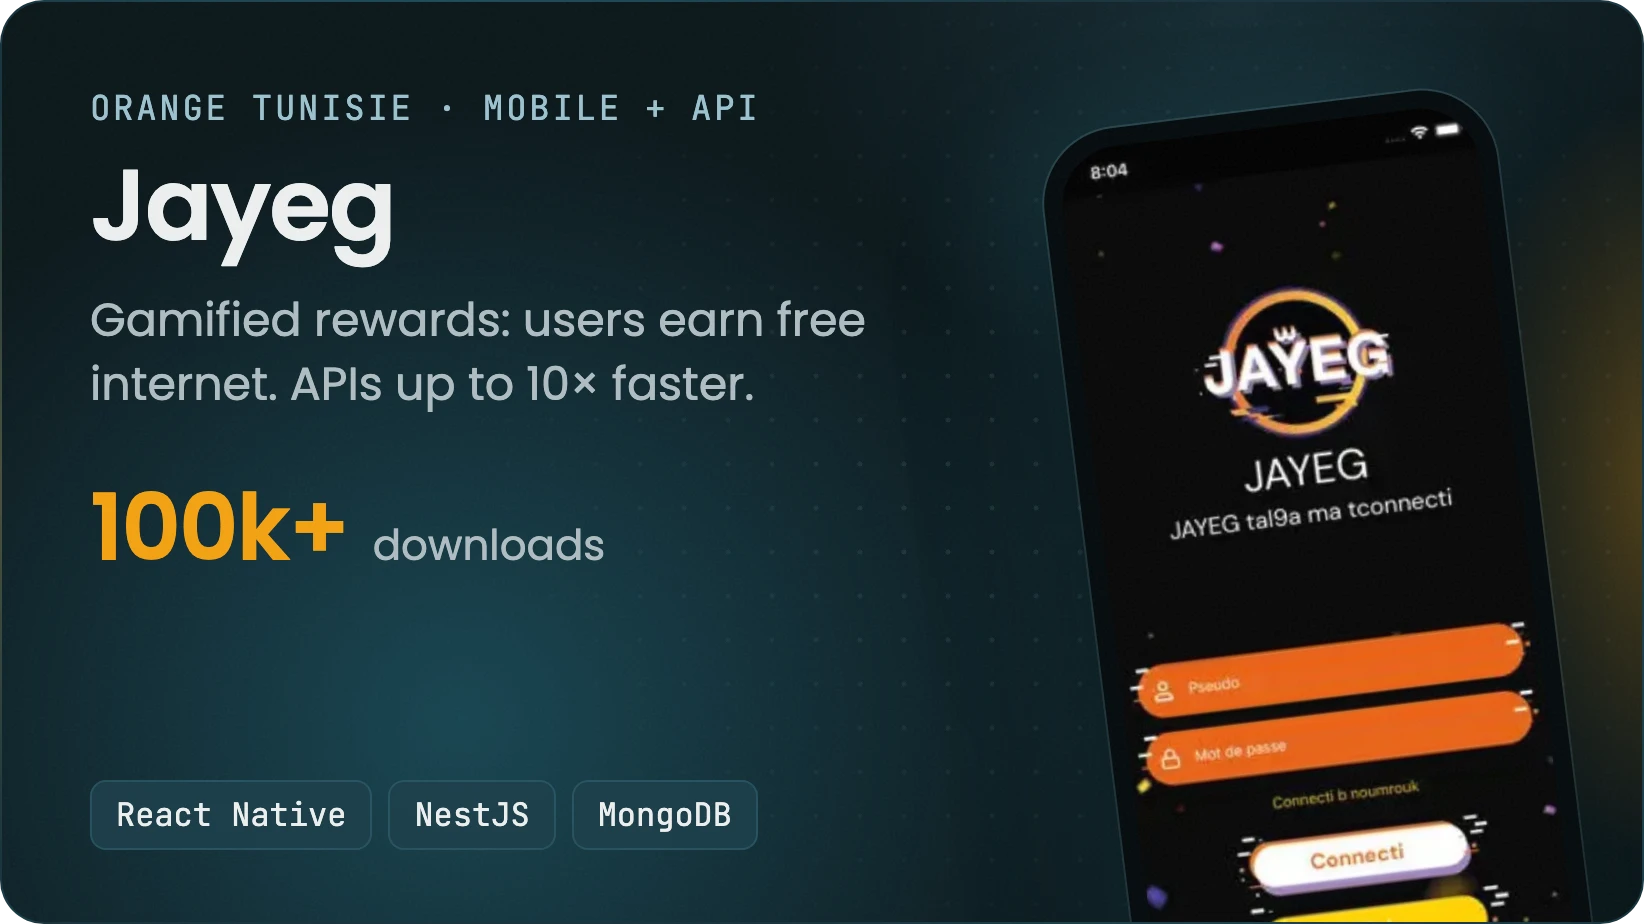 ORANGE TUNISIE · MOBILE + API
Jayeg
Gamified rewards: users earn free
internet. APIs up to 10× faster.
100k+ downloads
React Native
NestJS
MongoDB
8:04
JAYEG
JAYEG
JAYEG tal9a ma tconnecti
Pseudo
Mot de passe
Connecti b noumrouk
Connecti